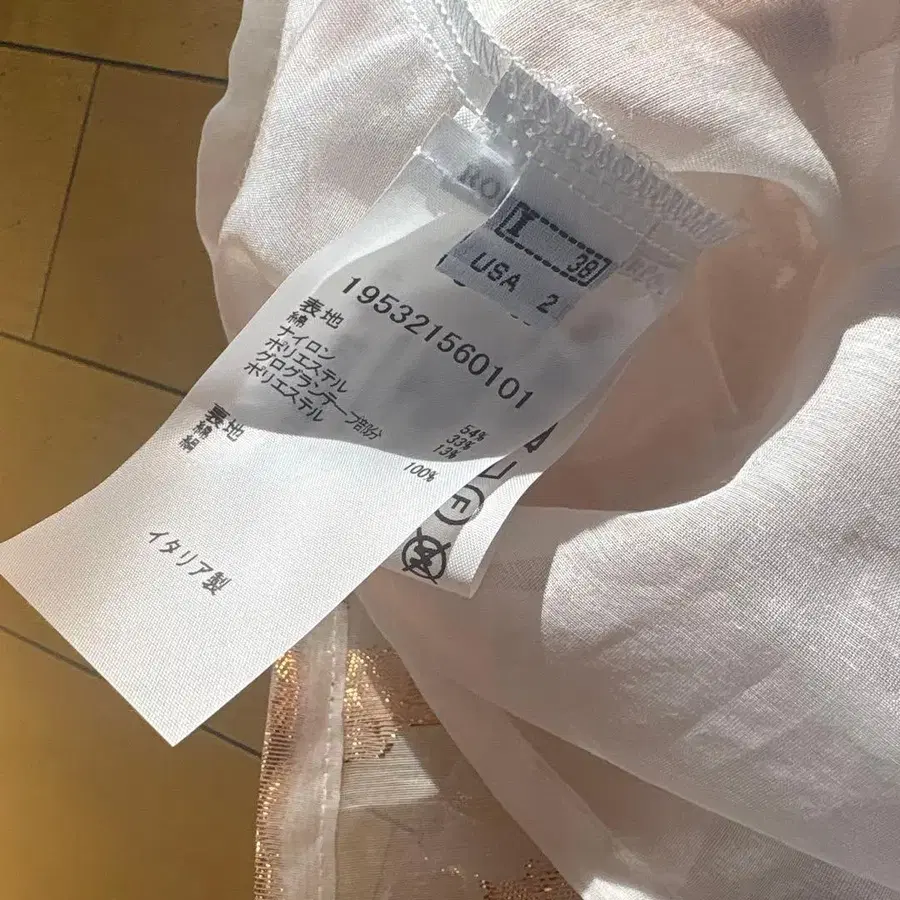 I 38
USA 2
195321560101
表地
綿 54%
ナイロン 33%
ポリエステル 13%
グログランテープ部分
ポリエステル 100%
裏地
綿
絹
イタリア製
F
W